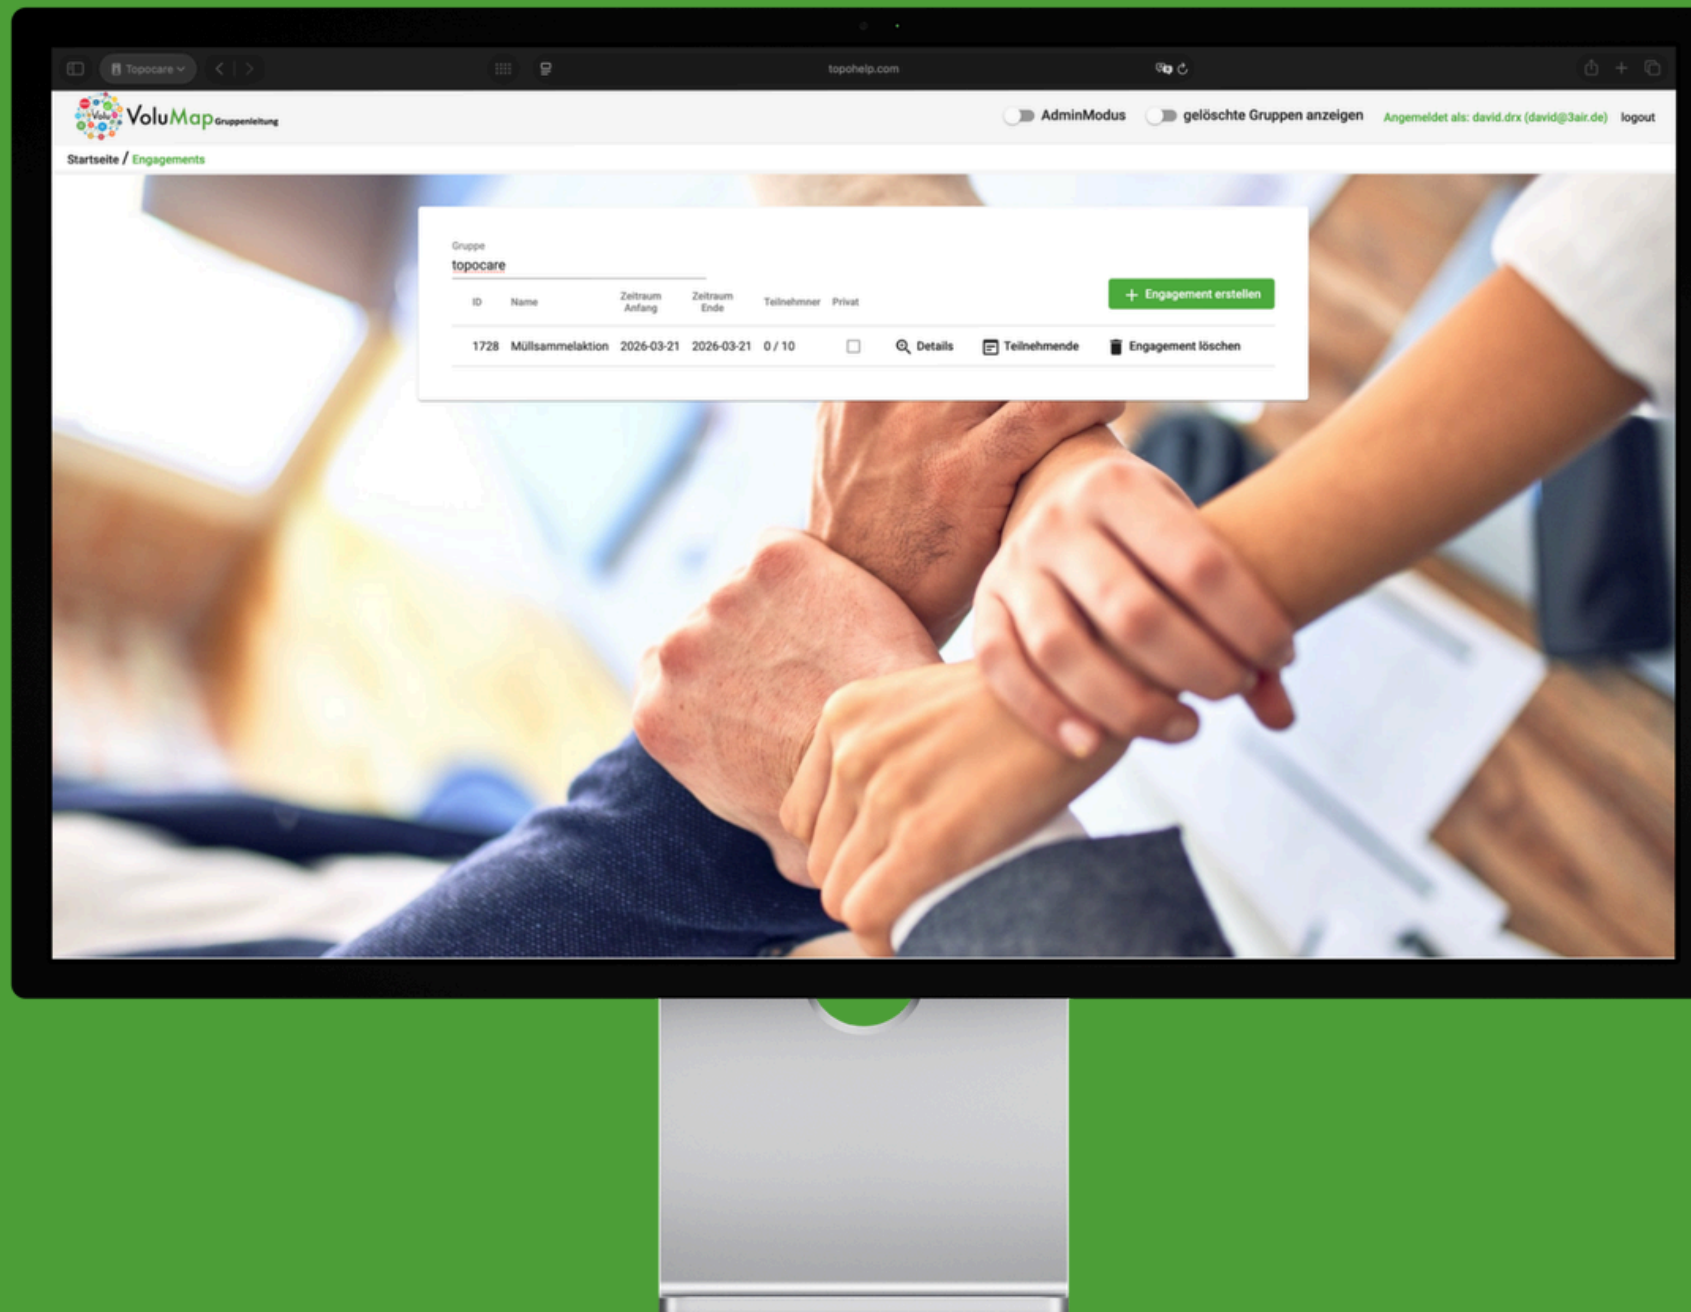 Topocare
topohelp.com
Volu
VoluMap Gruppenleitung
AdminModus
gelöschte Gruppen anzeigen
Angemeldet als: david.drx (david@3air.de)
logout
Startseite / Engagements
Gruppe
topocare
ID Name Zeitraum Anfang Zeitraum Ende Teilnehmner Privat
+ Engagement erstellen
1728 Müllsammelaktion 2026-03-21 2026-03-21 0 / 10 Details Teilnehmende Engagement löschen